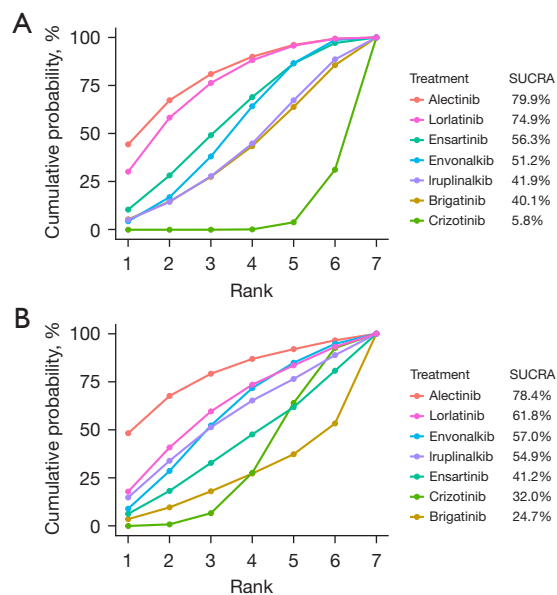 A
Cumulative probability, %
100
75
50
25
0
1 2 3 4 5 6 7
Rank
Treatment SUCRA
Alectinib 79.9%
Lorlatinib 74.9%
Ensartinib 56.3%
Envonalkib 51.2%
Iruplinalkib 41.9%
Brigatinib 40.1%
Crizotinib 5.8%
B
Cumulative probability, %
100
75
50
25
0
1 2 3 4 5 6 7
Rank
Treatment SUCRA
Alectinib 78.4%
Lorlatinib 61.8%
Envonalkib 57.0%
Iruplinalkib 54.9%
Ensartinib 41.2%
Crizotinib 32.0%
Brigatinib 24.7%